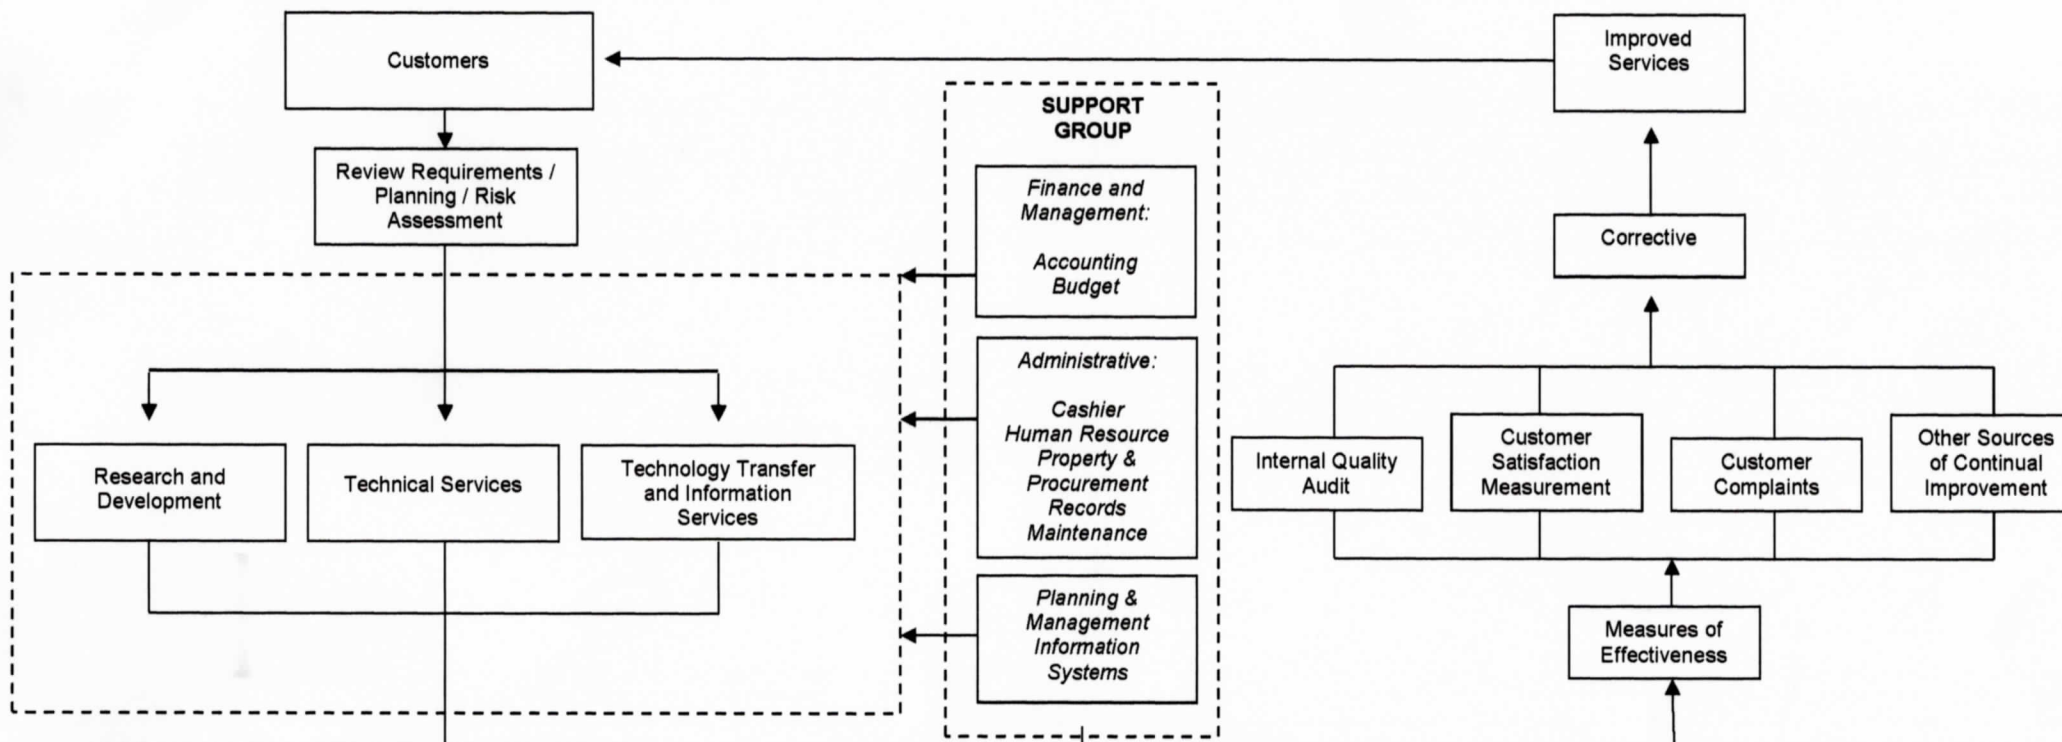 Customers
Review Requirements /
Planning / Risk
Assessment
Research and
Development
Technical Services
Technology Transfer
and Information
Services
SUPPORT
GROUP
Finance and
Management:
Accounting
Budget
Administrative:
Cashier
Human Resource
Property &
Procurement
Records
Maintenance
Planning &
Management
Information
Systems
Improved
Services
Corrective
Internal Quality
Audit
Customer
Satisfaction
Measurement
Customer
Complaints
Other Sources
of Continual
Improvement
Measures of
Effectiveness